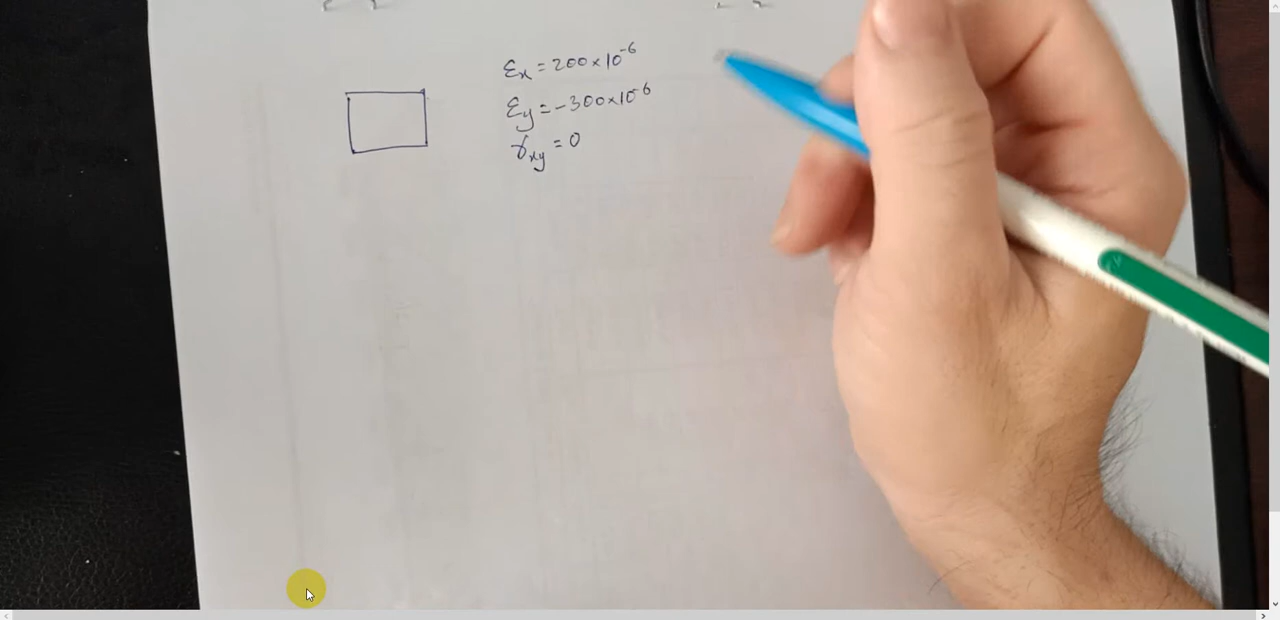 εx = 200×10⁻⁶
εy = -300×10⁻⁶
γxy = 0